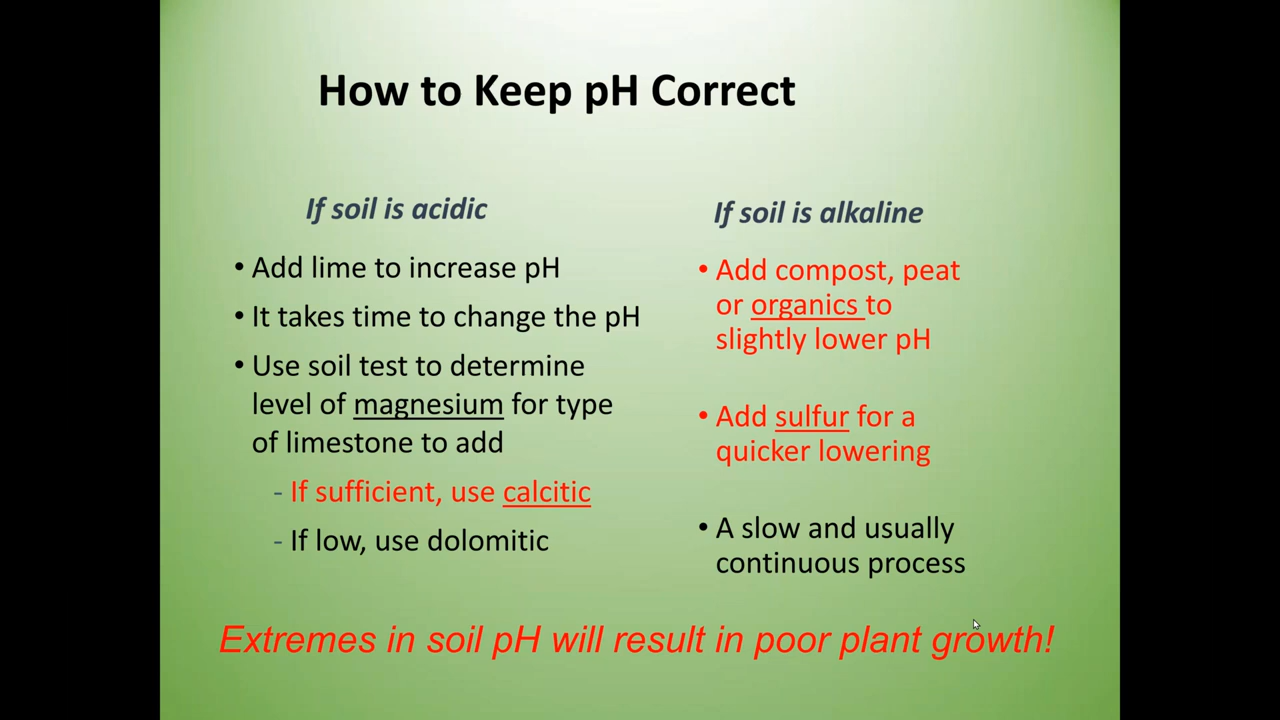 How to Keep pH Correct
If soil is acidic
• Add lime to increase pH
• It takes time to change the pH
• Use soil test to determine
level of magnesium for type
of limestone to add
- If sufficient, use calcitic
- If low, use dolomitic
If soil is alkaline
• Add compost, peat
or organics to
slightly lower pH
• Add sulfur for a
quicker lowering
• A slow and usually
continuous process
Extremes in soil pH will result in poor plant growth!